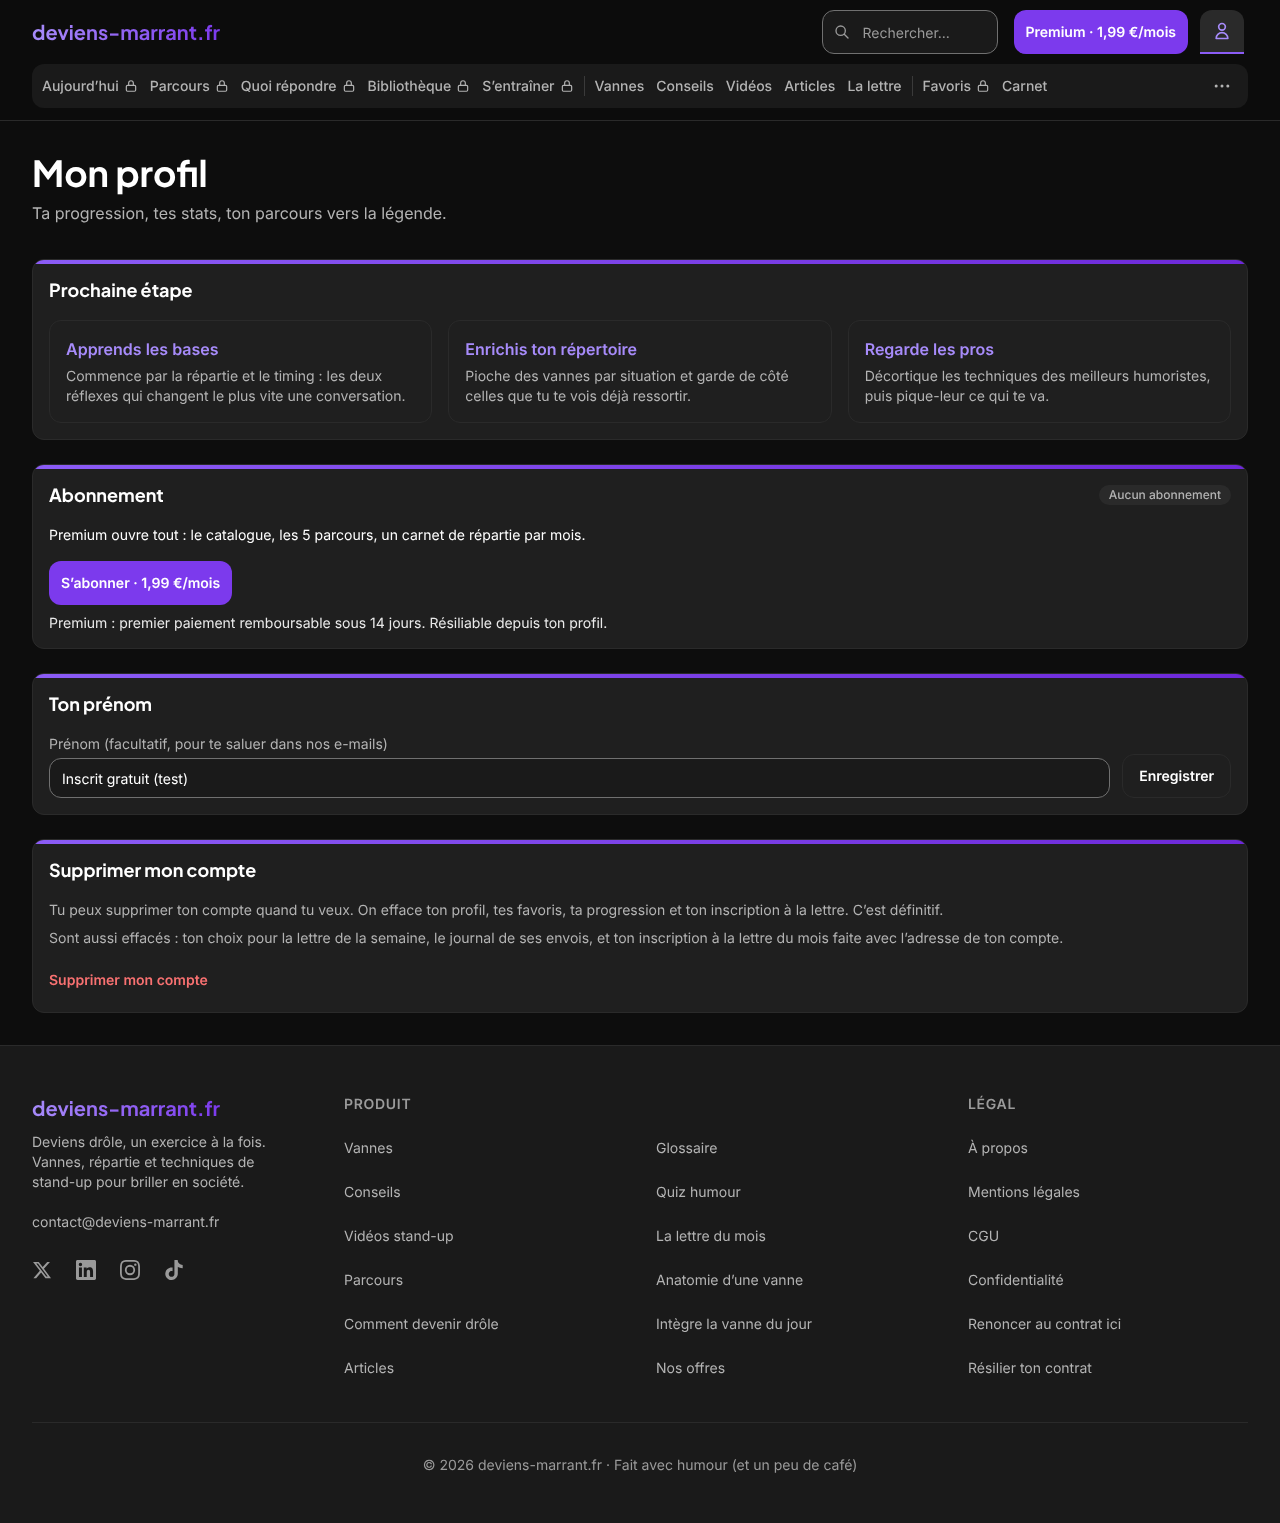 deviens-marrant.fr
Rechercher...
Premium · 1,99 €/mois
Aujourd’hui
Parcours
Quoi répondre
Bibliothèque
S’entraîner
Vannes
Conseils
Vidéos
Articles
La lettre
Favoris
Carnet
Mon profil
Ta progression, tes stats, ton parcours vers la légende.
Prochaine étape
Apprends les bases
Commence par la répartie et le timing : les deux
réflexes qui changent le plus vite une conversation.
Enrichis ton répertoire
Pioche des vannes par situation et garde de côté
celles que tu te vois déjà ressortir.
Regarde les pros
Décortique les techniques des meilleurs humoristes,
puis pique-leur ce qui te va.
Abonnement
Aucun abonnement
Premium ouvre tout : le catalogue, les 5 parcours, un carnet de répartie par mois.
S’abonner · 1,99 €/mois
Premium : premier paiement remboursable sous 14 jours. Résiliable depuis ton profil.
Ton prénom
Prénom (facultatif, pour te saluer dans nos e-mails)
Inscrit gratuit (test)
Enregistrer
Supprimer mon compte
Tu peux supprimer ton compte quand tu veux. On efface ton profil, tes favoris, ta progression et ton inscription à la lettre. C’est définitif.
Sont aussi effacés : ton choix pour la lettre de la semaine, le journal de ses envois, et ton inscription à la lettre du mois faite avec l’adresse de ton compte.
Supprimer mon compte
deviens-marrant.fr
Deviens drôle, un exercice à la fois.
Vannes, répartie et techniques de
stand-up pour briller en société.
contact@deviens-marrant.fr
PRODUIT
Vannes
Conseils
Vidéos stand-up
Parcours
Comment devenir drôle
Articles
Glossaire
Quiz humour
La lettre du mois
Anatomie d’une vanne
Intègre la vanne du jour
Nos offres
LÉGAL
À propos
Mentions légales
CGU
Confidentialité
Renoncer au contrat ici
Résilier ton contrat
© 2026 deviens-marrant.fr · Fait avec humour (et un peu de café)